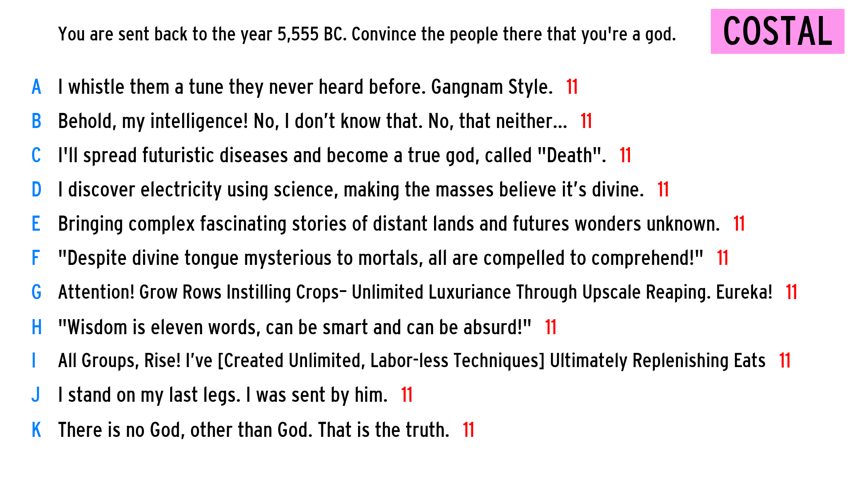 You are sent back to the year 5,555 BC. Convince the people there that you're a god.
COSTAL
A I whistle them a tune they never heard before. Gangnam Style. 11
B Behold, my intelligence! No, I don't know that. No, that neither... 11
C I'll spread futuristic diseases and become a true god, called "Death". 11
D I discover electricity using science, making the masses believe it's divine. 11
E Bringing complex fascinating stories of distant lands and futures wonders unknown. 11
F "Despite divine tongue mysterious to mortals, all are compelled to comprehend!" 11
G Attention! Grow Rows Instilling Crops– Unlimited Luxuriance Through Upscale Reaping. Eureka! 11
H "Wisdom is eleven words, can be smart and can be absurd!" 11
I All Groups, Rise! I've [Created Unlimited, Labor-less Techniques] Ultimately Replenishing Eats 11
J I stand on my last legs. I was sent by him. 11
K There is no God, other than God. That is the truth. 11